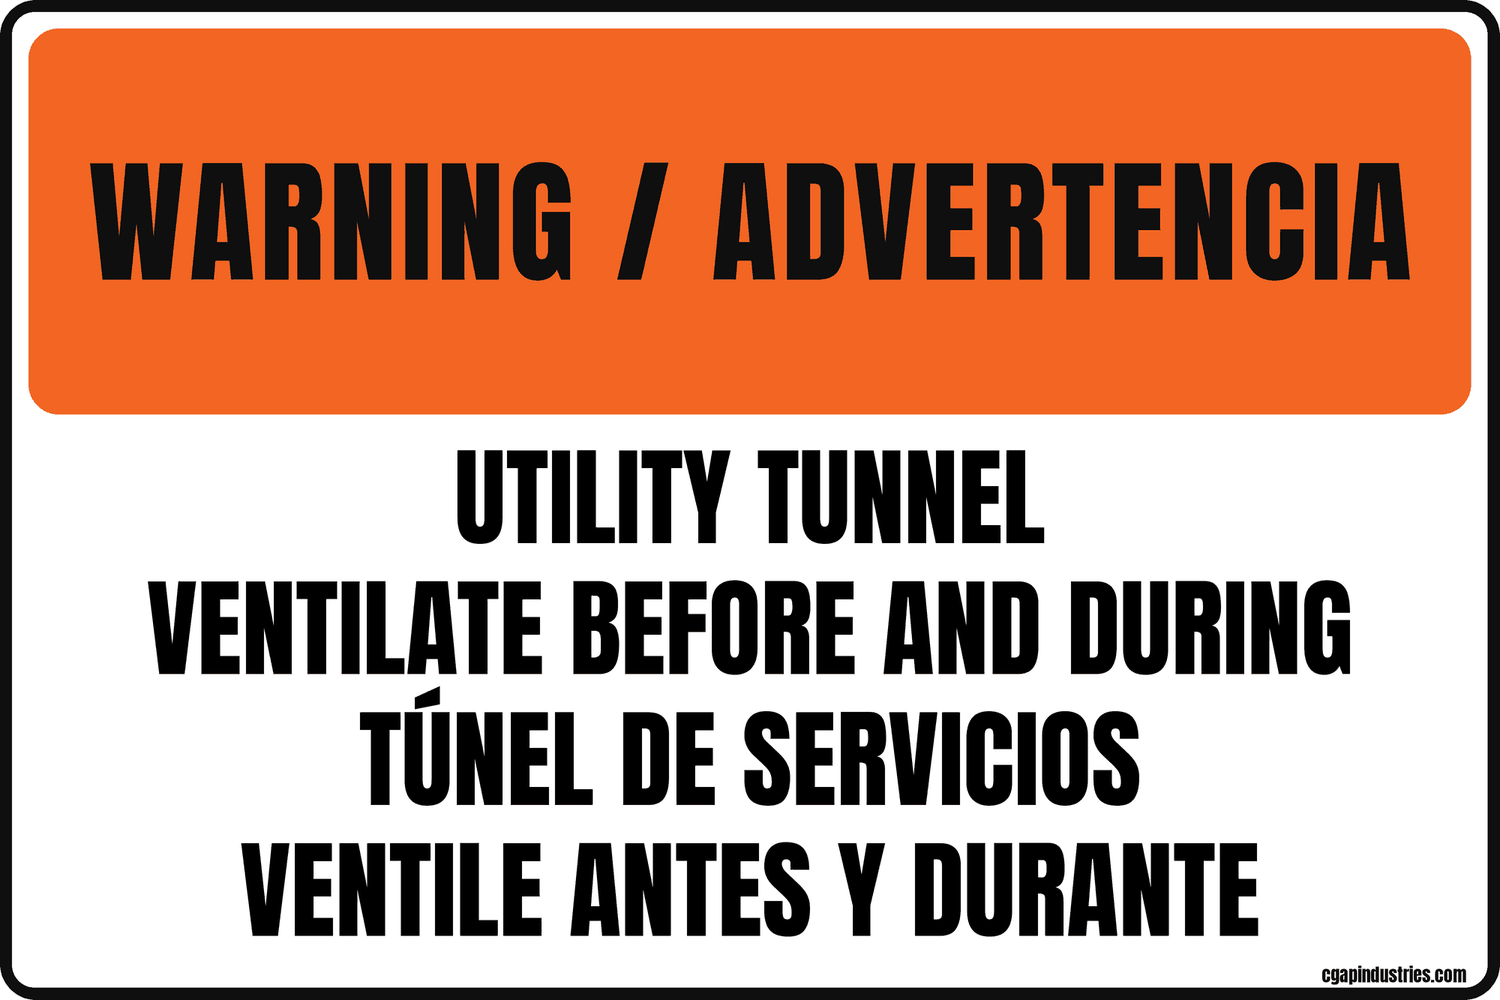 WARNING / ADVERTENCIA
UTILITY TUNNEL
VENTILATE BEFORE AND DURING
TÚNEL DE SERVICIOS
VENTILE ANTES Y DURANTE
cgapindustries.com